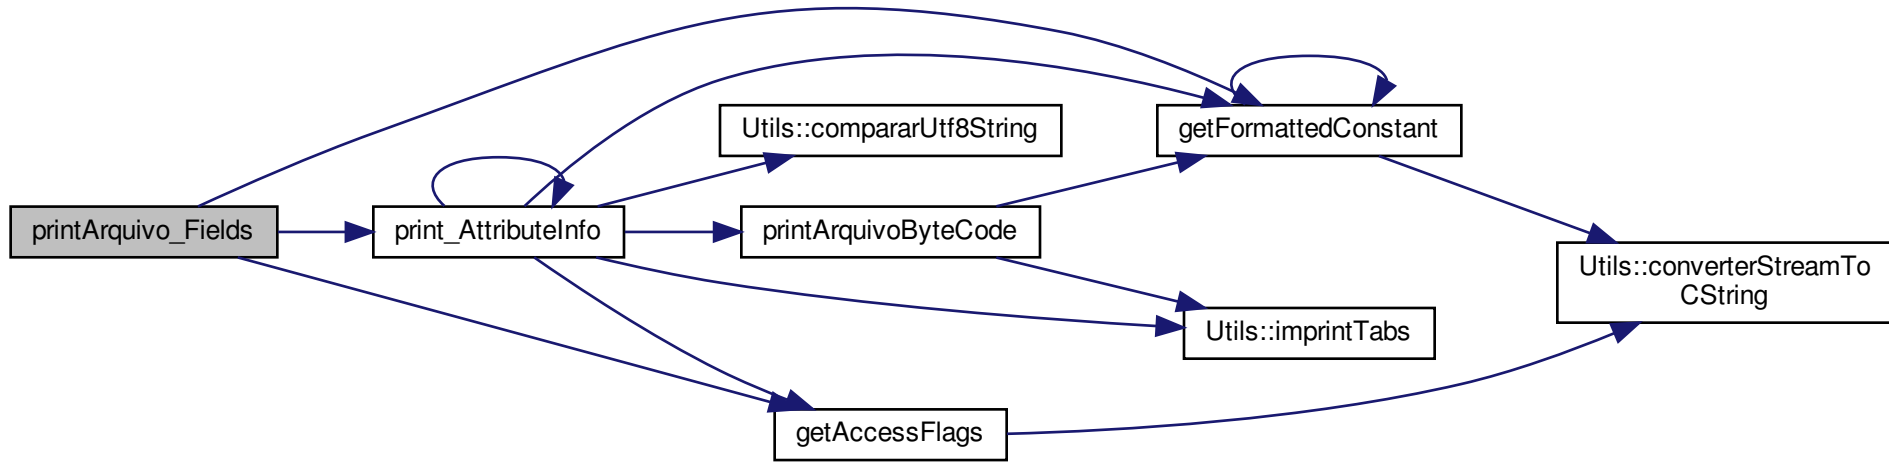 printArquivo_Fields
print_AttributeInfo
Utils::compararUtf8String
printArquivoByteCode
getAccessFlags
getFormattedConstant
Utils::imprintTabs
Utils::converterStreamTo
CString